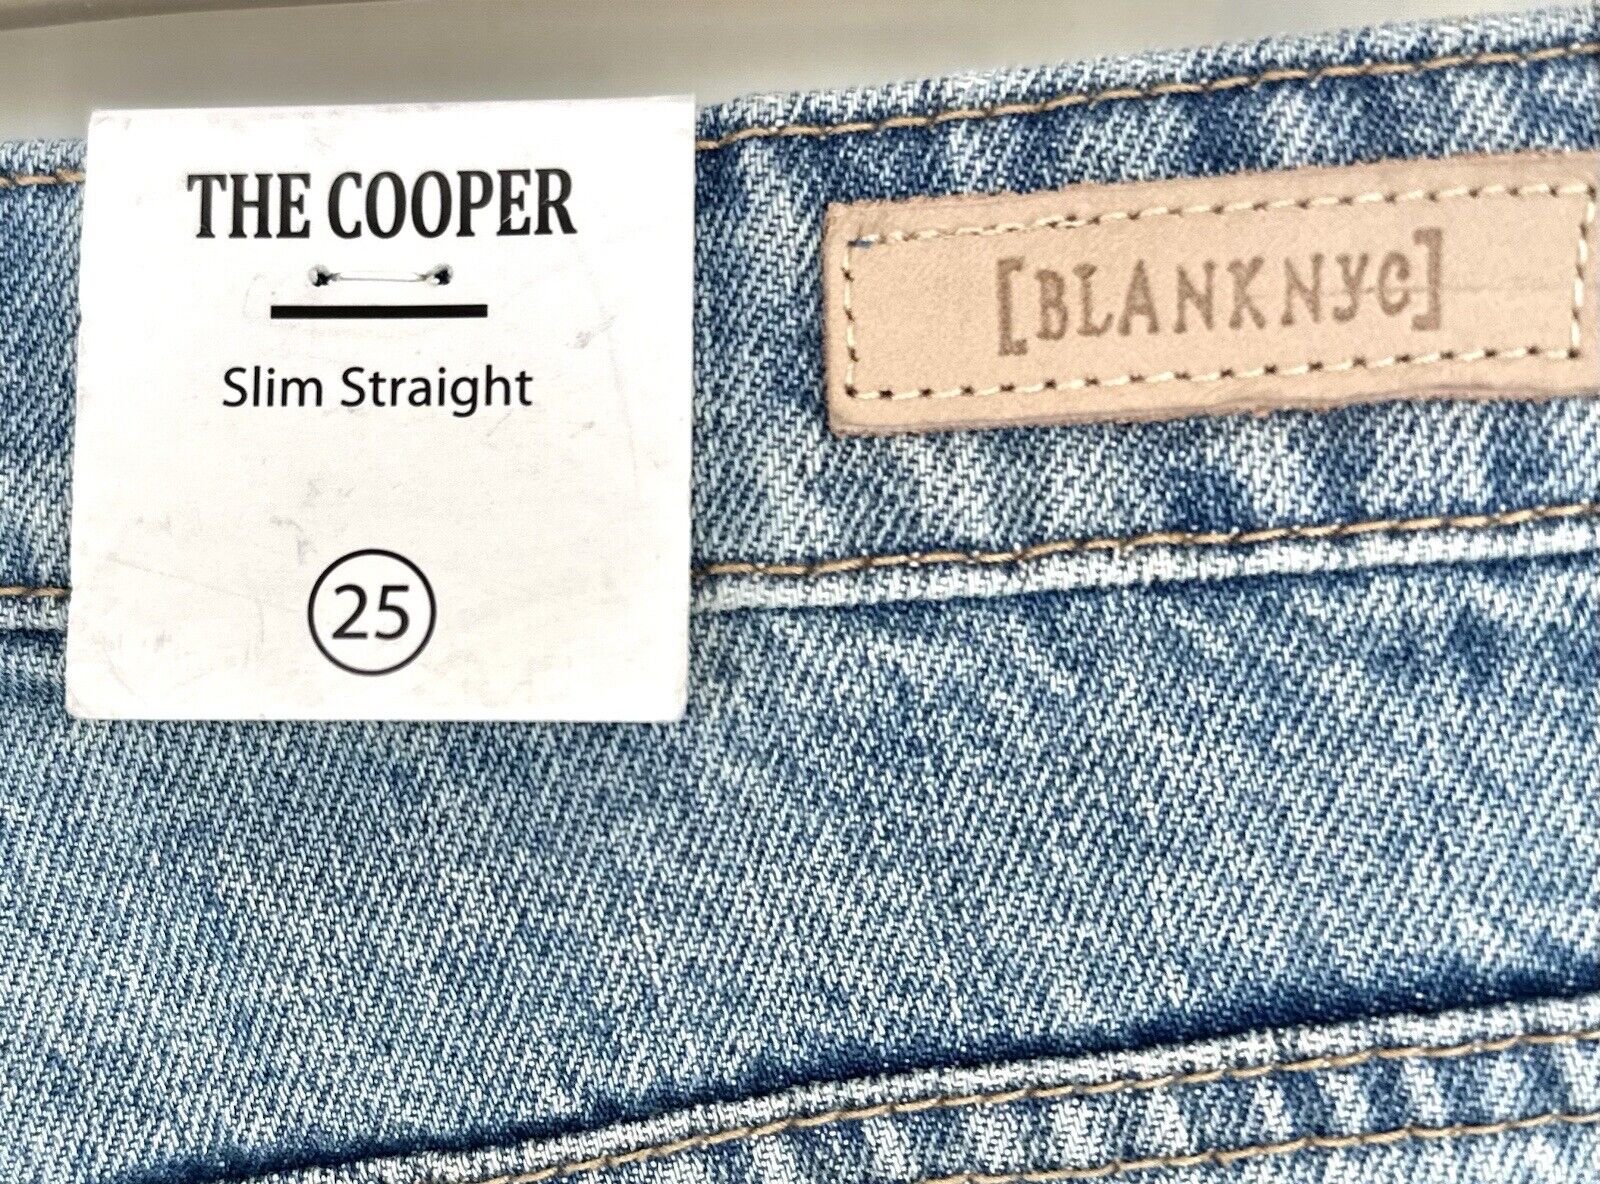 THE COOPER
Slim Straight
25
[BLANKNYC]